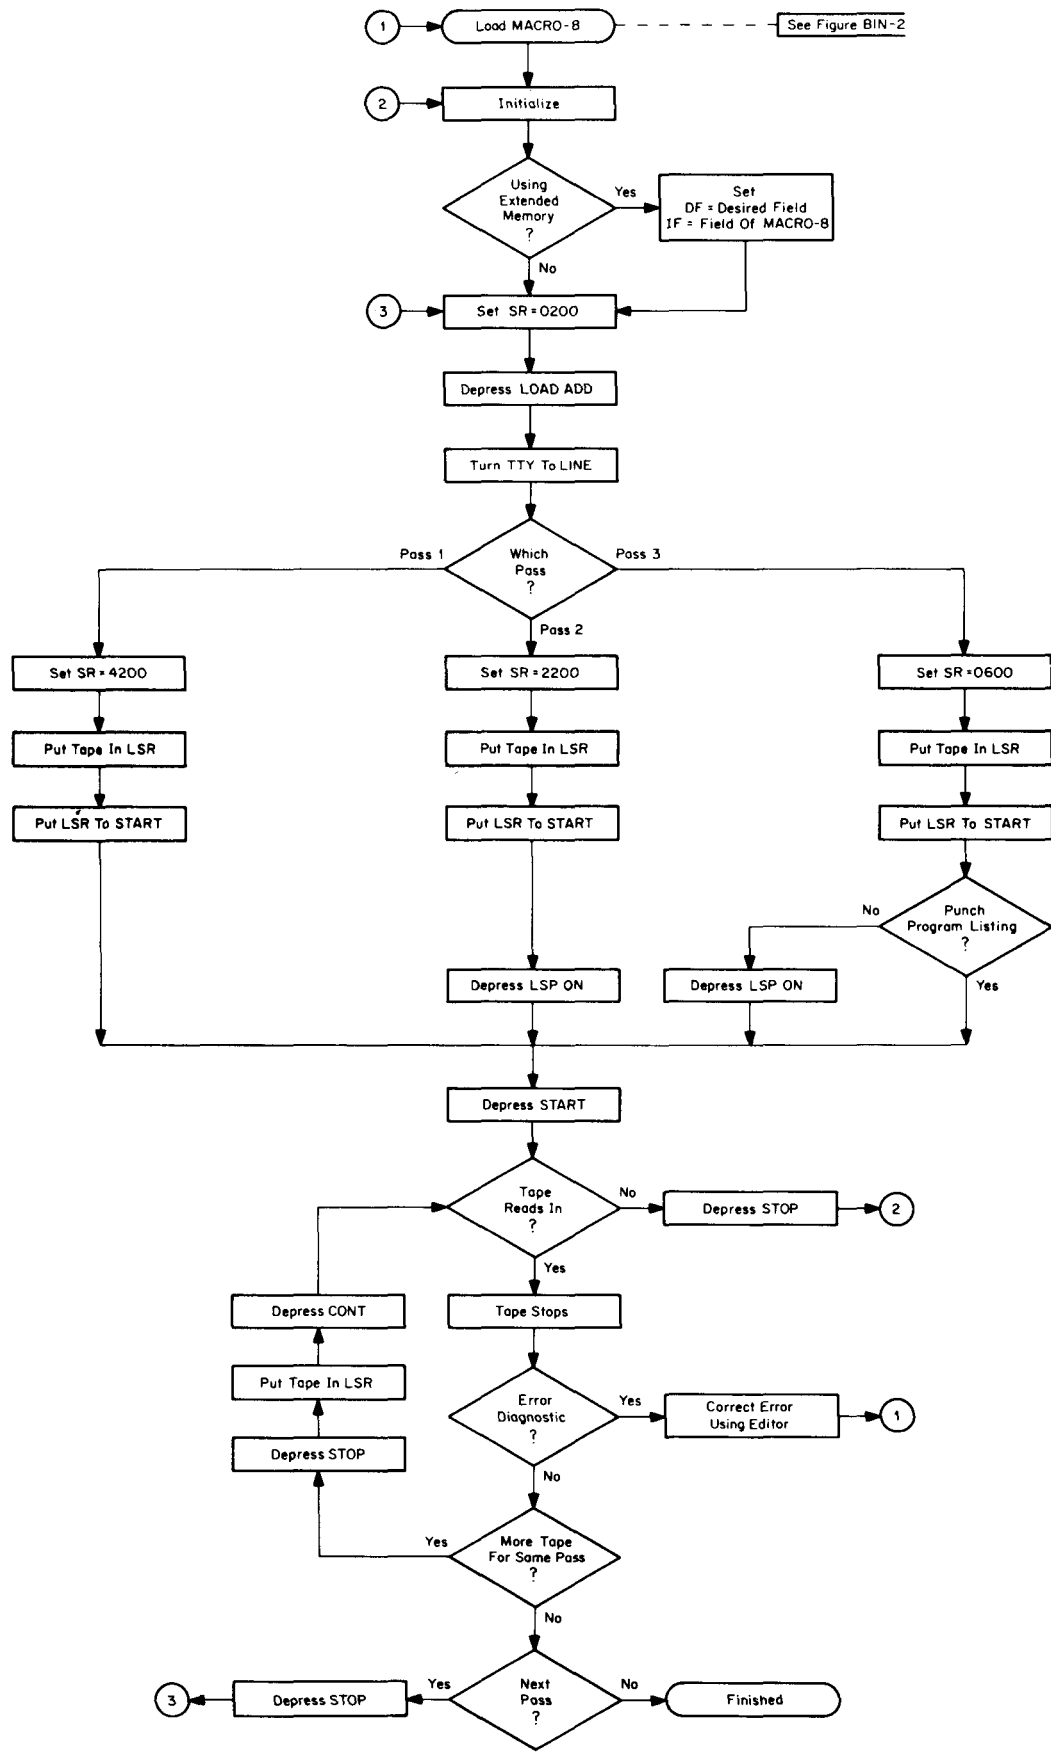 1
Load MACRO-8
See Figure BIN-2
2
Initialize
Using
Extended
Memory
?
Yes
Set
DF = Desired Field
IF = Field Of MACRO-8
No
3
Set SR = 0200
Depress LOAD ADD
Turn TTY To LINE
Pass 1
Which
Pass
?
Pass 3
Pass 2
Set SR = 4200
Set SR = 2200
Set SR = 0600
Put Tape In LSR
Put Tape In LSR
Put Tape In LSR
Put LSR To START
Put LSR To START
Put LSR To START
No
Punch
Program Listing
?
Depress LSP ON
Depress LSP ON
Yes
Depress START
Tape
Reads In
?
No
Depress STOP
2
Yes
Depress CONT
Tape Stops
Put Tape In LSR
Error
Diagnostic
?
Yes
Correct Error
Using Editor
1
Depress STOP
No
Yes
More Tape
For Same Pass
?
No
3
Depress STOP
Yes
Next
Pass
?
No
Finished